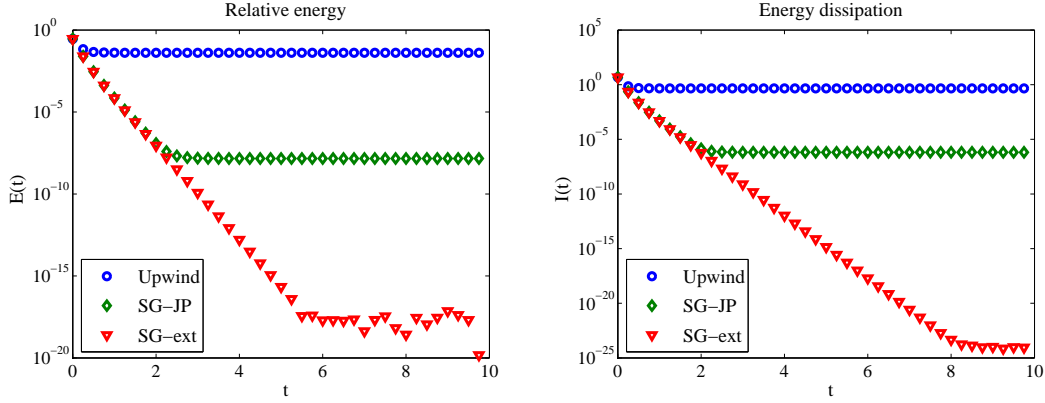 Relative energy
E(t)
10^0
10^-5
10^-10
10^-15
10^-20
0 2 4 6 8 10
t
Upwind
SG-JP
SG-ext
Energy dissipation
I(t)
10^5
10^0
10^-5
10^-10
10^-15
10^-20
10^-25
0 2 4 6 8 10
t
Upwind
SG-JP
SG-ext